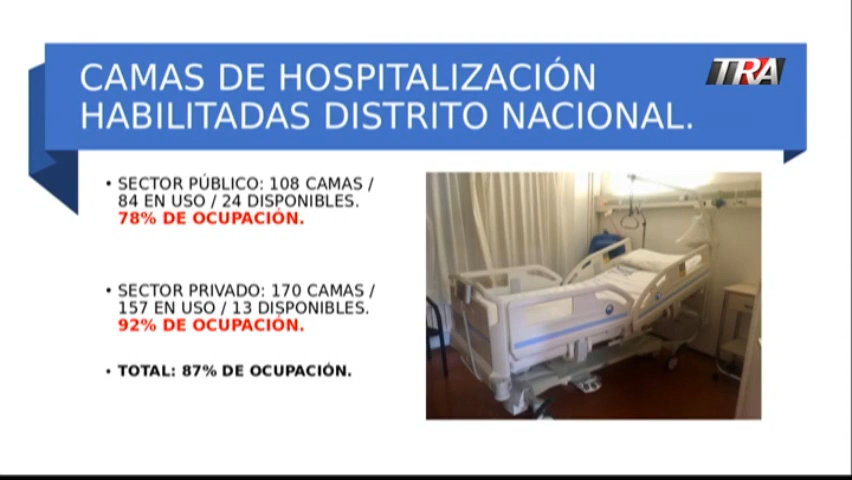 CAMAS DE HOSPITALIZACIÓN
HABILITADAS DISTRITO NACIONAL.
TRA
• SECTOR PÚBLICO: 108 CAMAS /
84 EN USO / 24 DISPONIBLES.
78% DE OCUPACIÓN.
• SECTOR PRIVADO: 170 CAMAS /
157 EN USO / 13 DISPONIBLES.
92% DE OCUPACIÓN.
• TOTAL: 87% DE OCUPACIÓN.